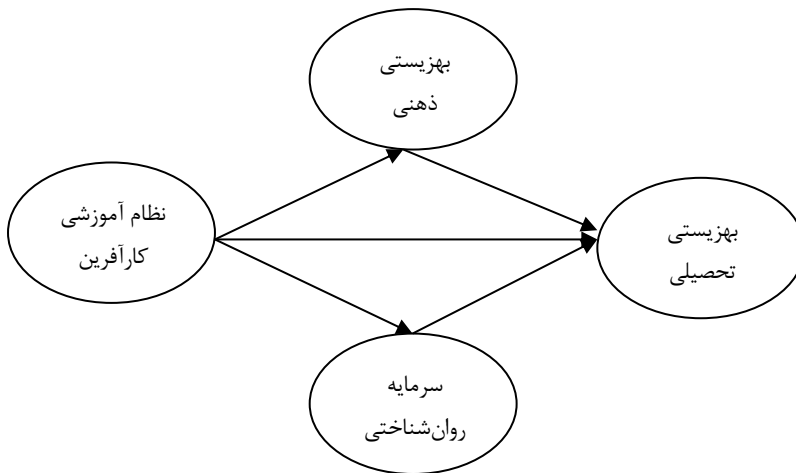 بهزیستی
ذهنی
نظام آموزشی
کارآفرین
بهزیستی
تحصیلی
سرمایه
روان‌شناختی